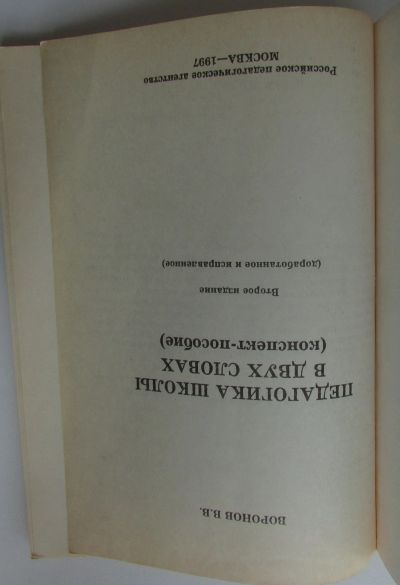 ВОРОНОВ В.В.
ПЕДАГОГИКА ШКОЛЫ
В ДВУХ СЛОВАХ
(конспект-пособие)
Второе издание
(доработанное и исправленное)
Российское педагогическое агентство
МОСКВА—1997